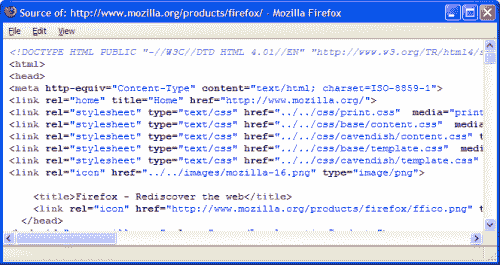 Source of: http://www.mozilla.org/products/firefox/ - Mozilla Firefox
File Edit View
<!DOCTYPE HTML PUBLIC "-//W3C//DTD HTML 4.01//EN" "http://www.w3.org/TR/html4/
<html>
<head>
<meta http-equiv="Content-Type" content="text/html; charset=ISO-8859-1">
<link rel="home" title="Home" href="http://www.mozilla.org/">
<link rel="stylesheet" type="text/css" href="../../css/print.css" media="print
<link rel="stylesheet" type="text/css" href="../../css/base/content.css" medi
<link rel="stylesheet" type="text/css" href="../../css/cavendish/content.css" t
<link rel="stylesheet" type="text/css" href="../../css/base/template.css" media
<link rel="stylesheet" type="text/css" href="../../css/cavendish/template.css"
<link rel="icon" href="../../images/mozilla-16.png" type="image/png">
<title>Firefox - Rediscover the web</title>
<link rel="icon" href="http://www.mozilla.org/products/firefox/ffico.png" t
</head>